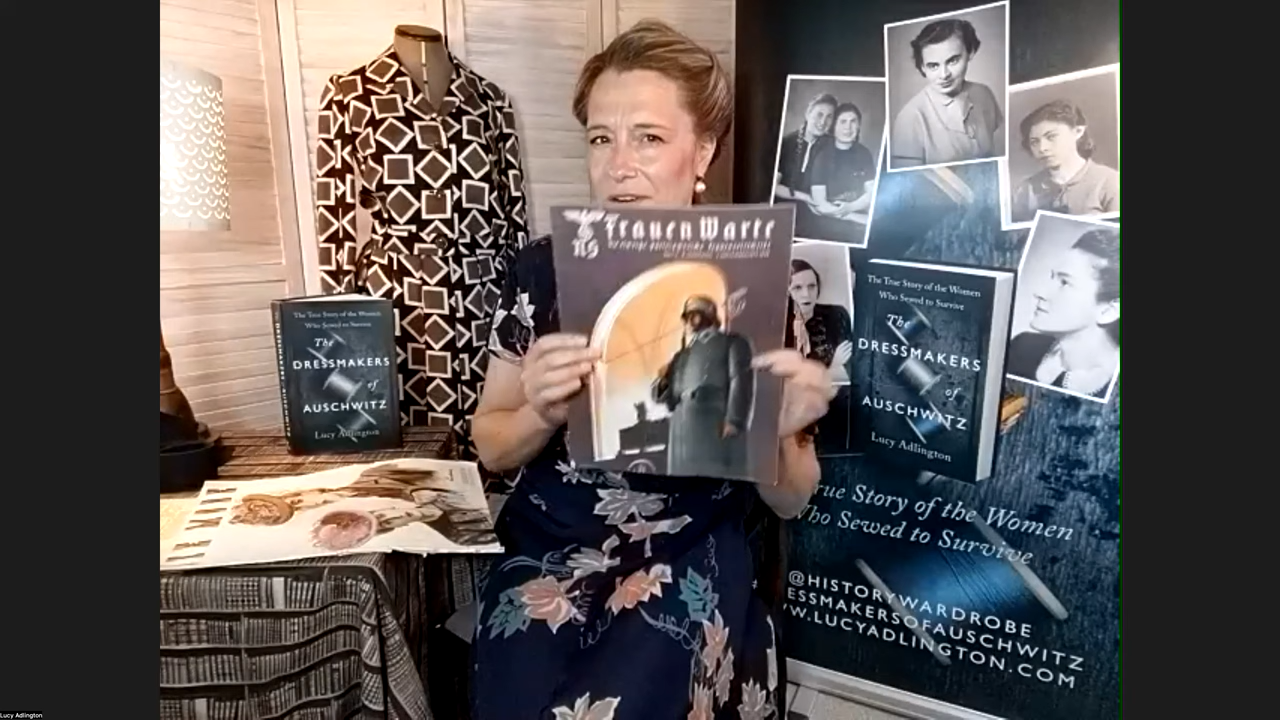 NS
Frauen Warte
The True Story of the Women
Who Sewed to Survive
The
DRESSMAKERS
of
AUSCHWITZ
Lucy Adlington
The True Story of the Women
Who Sewed to Survive
The
DRESSMAKERS
of
AUSCHWITZ
Lucy Adlington
rue Story of the Women
Who Sewed to Survive
@HISTORYWARDROBE
ESSMAKERSOFAUSCHWITZ
W.LUCYADLINGTON.COM
Lucy Adlington